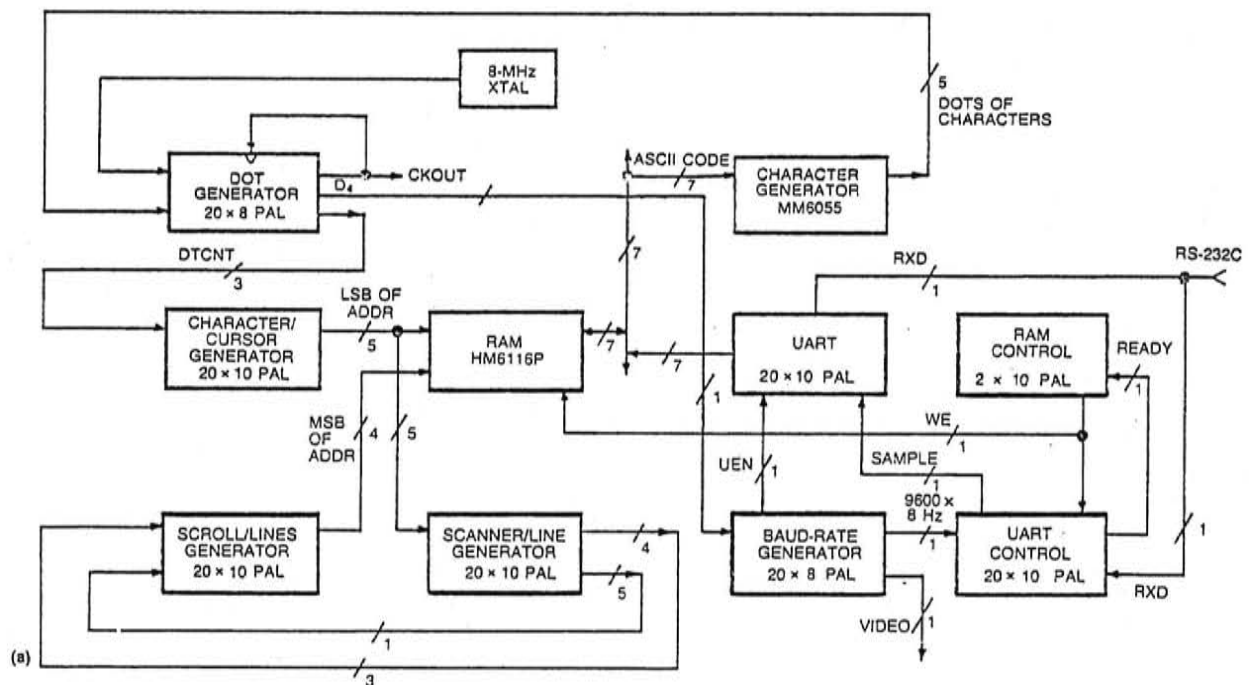 8-MHz
XTAL
5
DOTS OF
CHARACTERS
DOT
GENERATOR
20 × 8 PAL
D4
CKOUT
ASCII CODE
7
CHARACTER
GENERATOR
MM6055
DTCNT
3
7
RXD
1
RS-232C
LSB OF
ADDR
5
CHARACTER/
CURSOR
GENERATOR
20 × 10 PAL
RAM
HM6116P
7
7
UART
20 × 10 PAL
RAM
CONTROL
2 × 10 PAL
READY
1
1
MSB
OF
ADDR
4
5
WE
1
UEN
1
SAMPLE
1
9600 ×
8 Hz
1
1
SCROLL/LINES
GENERATOR
20 × 10 PAL
SCANNER/LINE
GENERATOR
20 × 10 PAL
4
5
BAUD-RATE
GENERATOR
20 × 8 PAL
UART
CONTROL
20 × 10 PAL
RXD
VIDEO
1
1
3
(a)